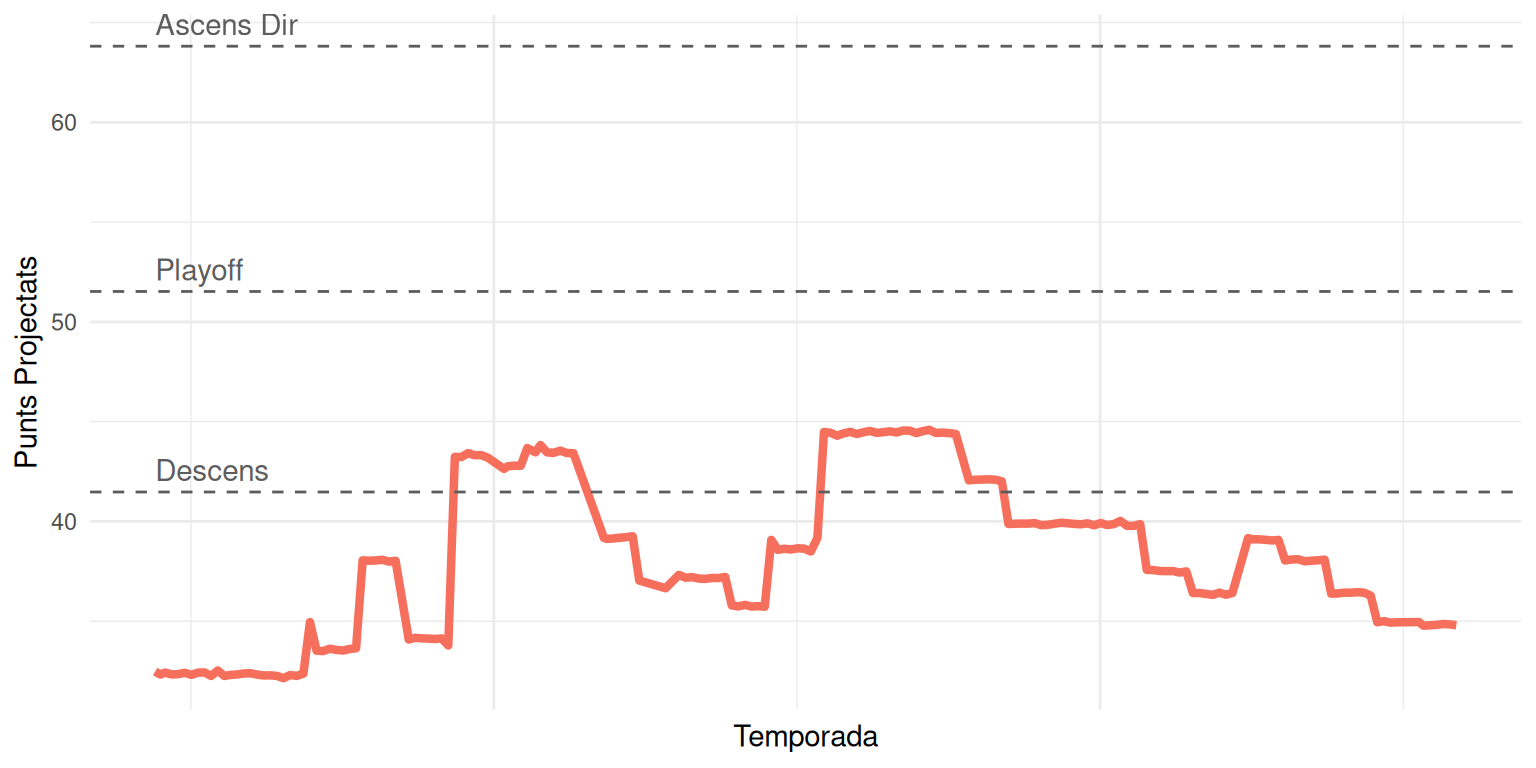 Ascens Dir
60
Playoff
50
Descens
40
Punts Projectats
Temporada